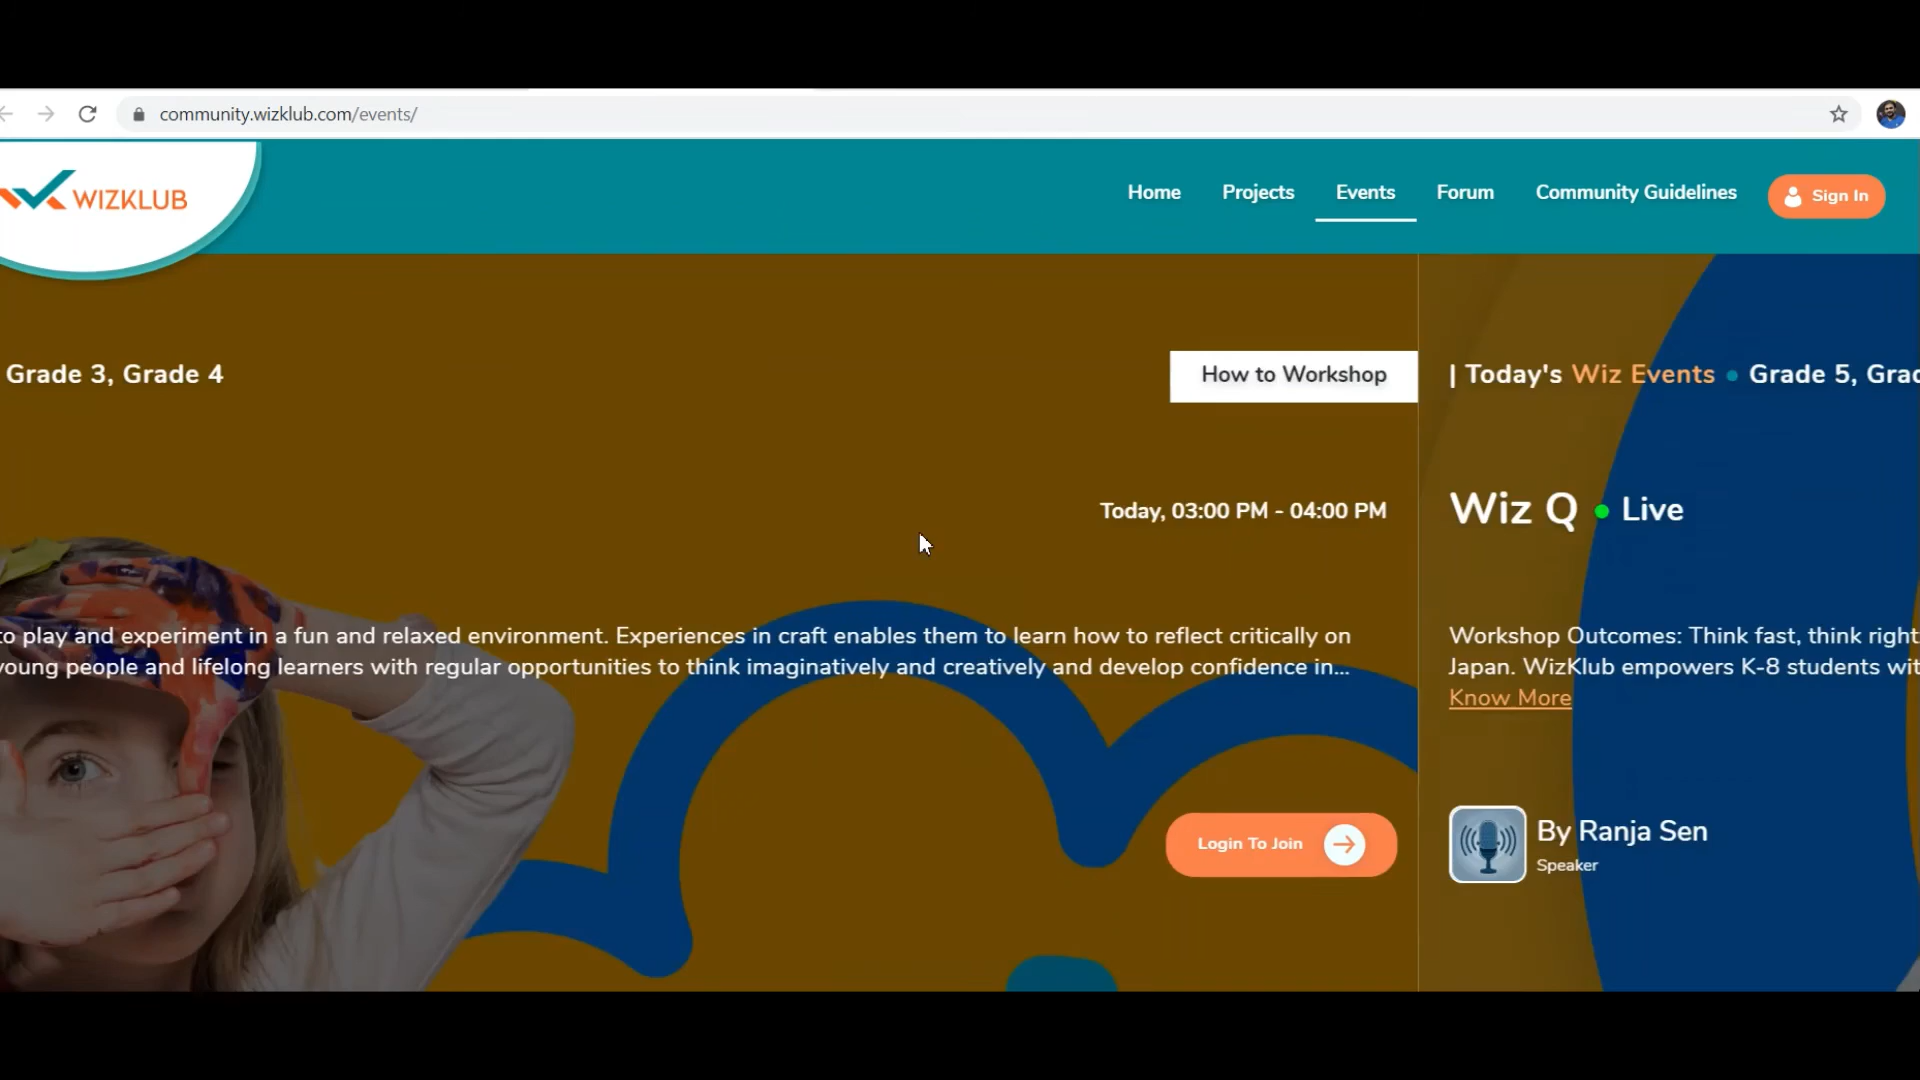 community.wizklub.com/events/
WIZKLUB
Home
Projects
Events
Forum
Community Guidelines
Sign In
Grade 3, Grade 4
How to Workshop
Today, 03:00 PM - 04:00 PM
to play and experiment in a fun and relaxed environment. Experiences in craft enables them to learn how to reflect critically on
young people and lifelong learners with regular opportunities to think imaginatively and creatively and develop confidence in...
Login To Join
| Today's Wiz Events • Grade 5,
Wiz Q • Live
Workshop Outcomes: Think fast, think right
Japan. WizKlub empowers K-8 students
Know More
By Ranja Sen
Speaker